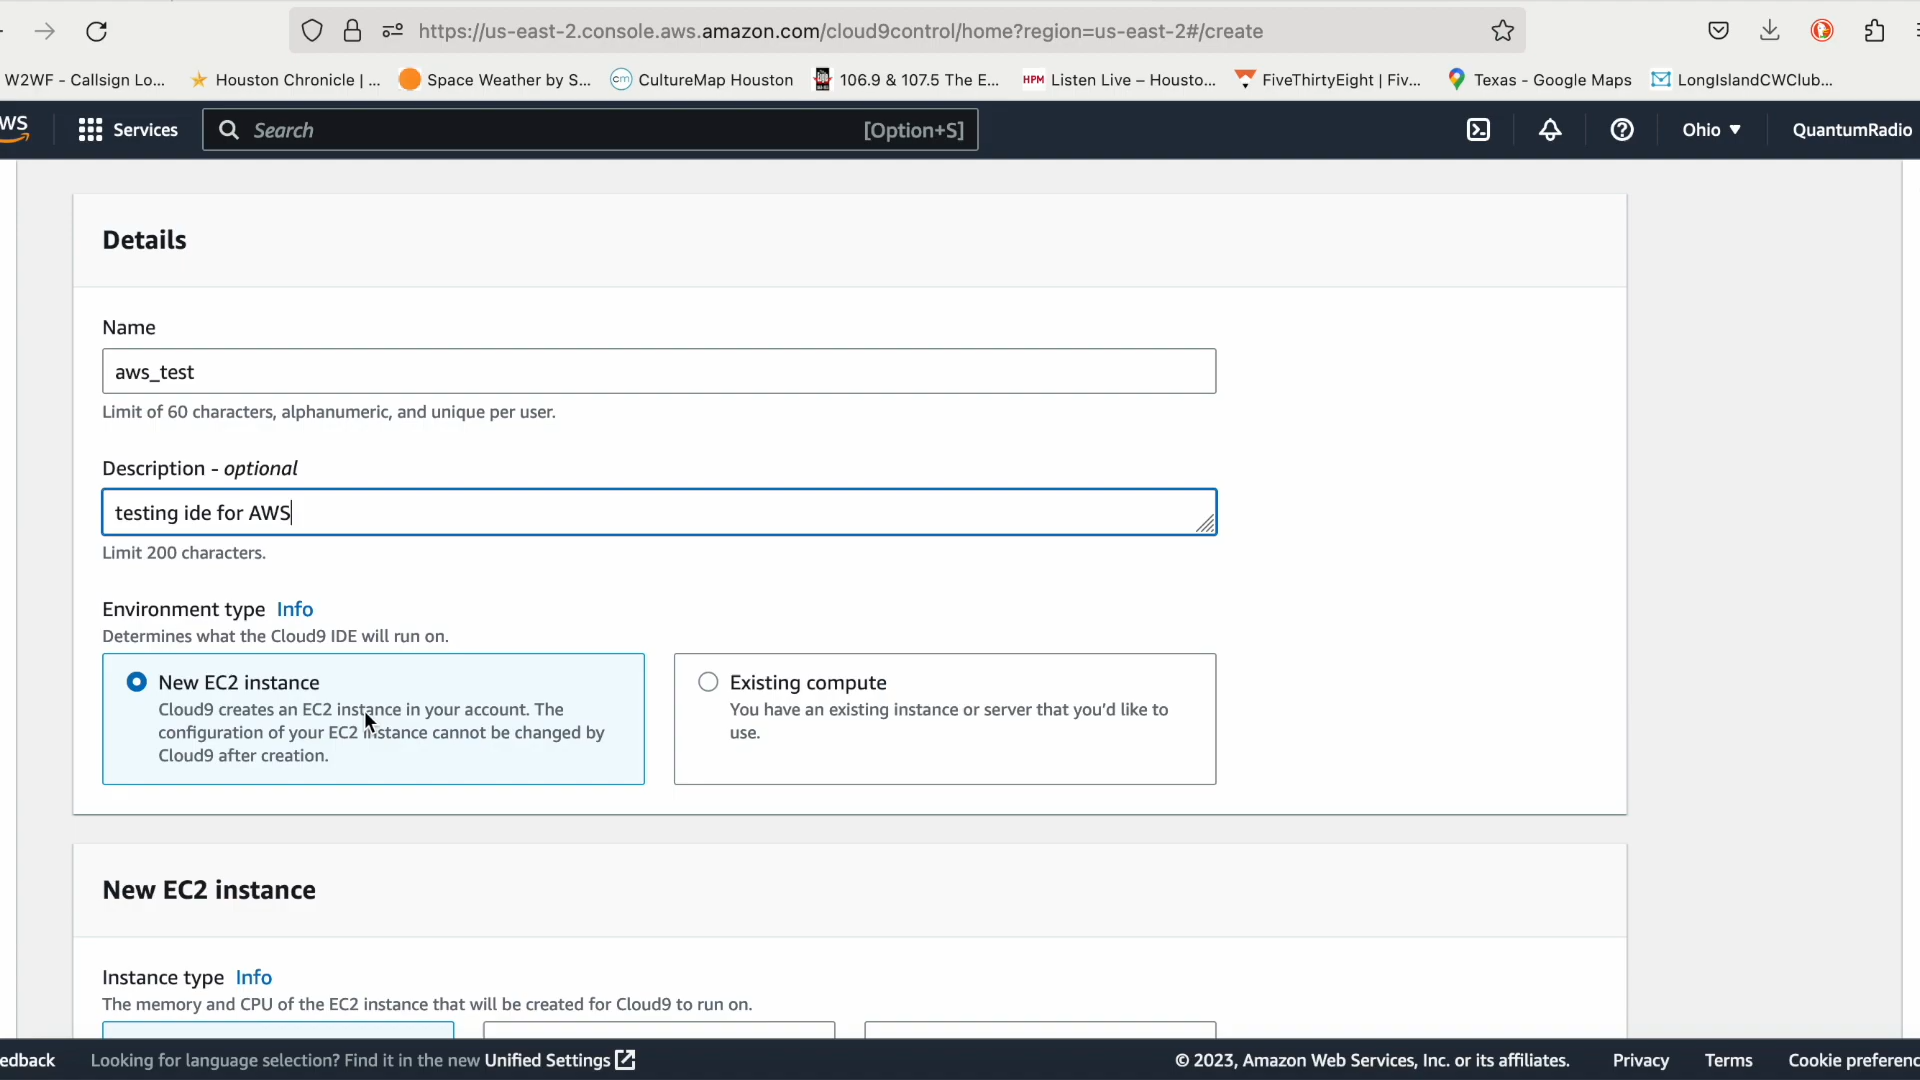 https://us-east-2.console.aws.amazon.com/cloud9control/home?region=us-east-2#/create
W2WF - Callsign Lo... Houston Chronicle | ... Space Weather by S... cm CultureMap Houston 106.9 & 107.5 The E... HPM Listen Live – Housto... FiveThirtyEight | Fiv... Texas - Google Maps LongIslandCWClub...
WS Services Search [Option+S] Ohio ▼ QuantumRadio
Details
Name
aws_test
Limit of 60 characters, alphanumeric, and unique per user.
Description - optional
testing ide for AWS
Limit 200 characters.
Environment type Info
Determines what the Cloud9 IDE will run on.
New EC2 instance
Cloud9 creates an EC2 instance in your account. The
configuration of your EC2 instance cannot be changed by
Cloud9 after creation.
Existing compute
You have an existing instance or server that you'd like to
use.
New EC2 instance
Instance type Info
The memory and CPU of the EC2 instance that will be created for Cloud9 to run on.
edback Looking for language selection? Find it in the new Unified Settings © 2023, Amazon Web Services, Inc. or its affiliates. Privacy Terms Cookie preferenc